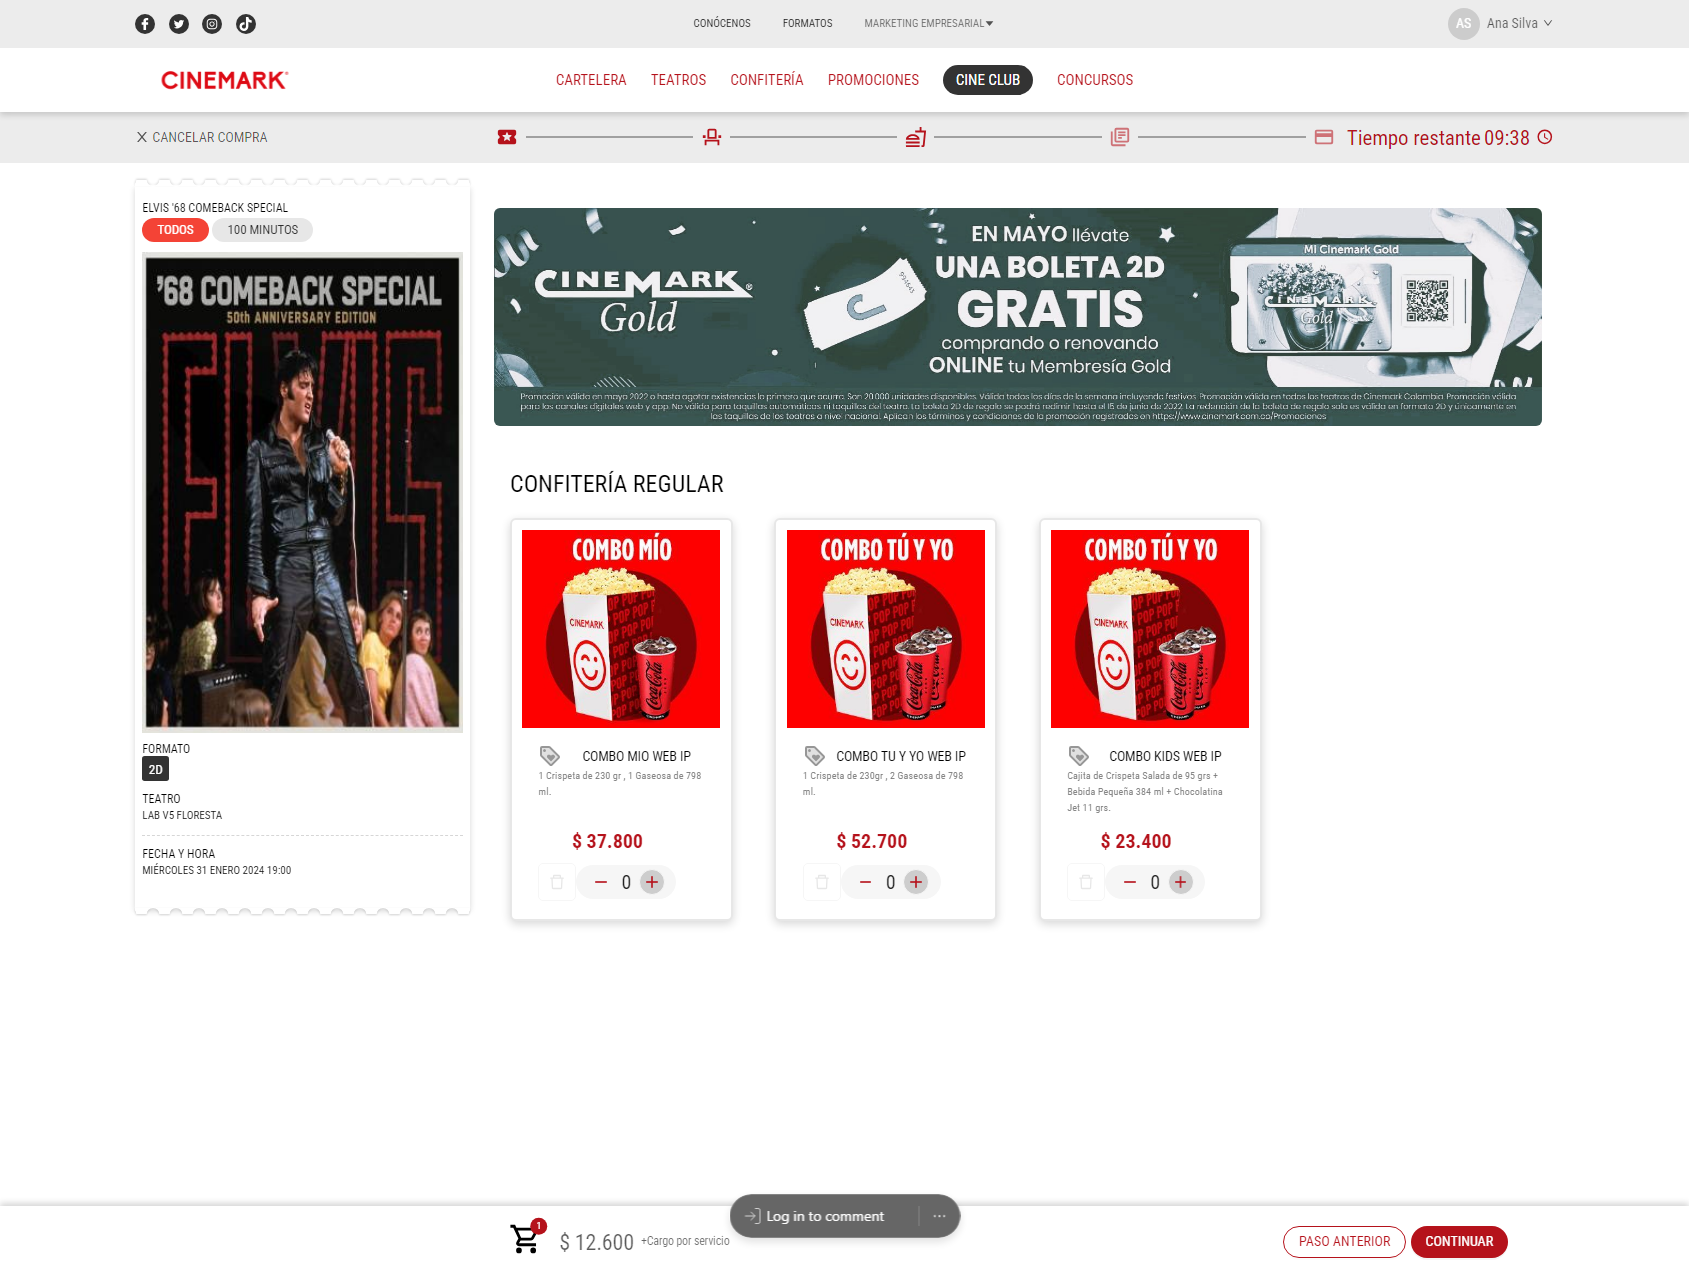 CONÓCENOS
FORMATOS
MARKETING EMPRESARIAL
AS
Ana Silva
CINEMARK
CARTELERA
TEATROS
CONFITERÍA
PROMOCIONES
CINE CLUB
CONCURSOS
CANCELAR COMPRA
Tiempo restante 09:38
ELVIS '68 COMEBACK SPECIAL
TODOS
100 MINUTOS
'68 COMEBACK SPECIAL
50th ANNIVERSARY EDITION
ELVIS
FORMATO
2D
TEATRO
LAB V5 FLORESTA
FECHA Y HORA
MIÉRCOLES 31 ENERO 2024 19:00
CINEMARK
Gold
EN MAYO llévate
UNA BOLETA 2D
GRATIS
comprando o renovando
ONLINE tu Membresía Gold
Mi Cinemark Gold
CINEMARK
Gold
Promoción válida en mayo 2022 o hasta agotar existencias lo primero que ocurra. Son 20.000 unidades disponibles. Válida todos los días de la semana incluyendo festivos. Promoción válida en todos los teatros de Cinemark Colombia. Promoción válida
para los canales digitales web y app. No válida para taquillas automaticas ni taquillas del teatro. La boleta 2D de regalo se podrá redimir hasta el 15 de junio de 2022. La redención de la boleta de regalo solo es válida en formato 2D y únicamente en
las taquillas de los teatros a nivel nacional. Aplican los términos y condiciones de la promoción registrados en https://www.cinemark.com.co/Promociones
CONFITERÍA REGULAR
COMBO MÍO
CINEMARK
Coca-Cola
COMBO MIO WEB IP
1 Crispeta de 230 gr , 1 Gaseosa de 798
ml.
$ 37.800
0
COMBO TÚ Y YO
CINEMARK
Coca-Cola
COMBO TU Y YO WEB IP
1 Crispeta de 230gr , 2 Gaseosa de 798
ml.
$ 52.700
0
COMBO TÚ Y YO
CINEMARK
Coca-Cola
COMBO KIDS WEB IP
Cajita de Crispeta Salada de 95 grs +
Bebida Pequeña 384 ml + Chocolatina
Jet 11 grs.
$ 23.400
0
1
$ 12.600
+Cargo por servicio
Log in to comment
PASO ANTERIOR
CONTINUAR